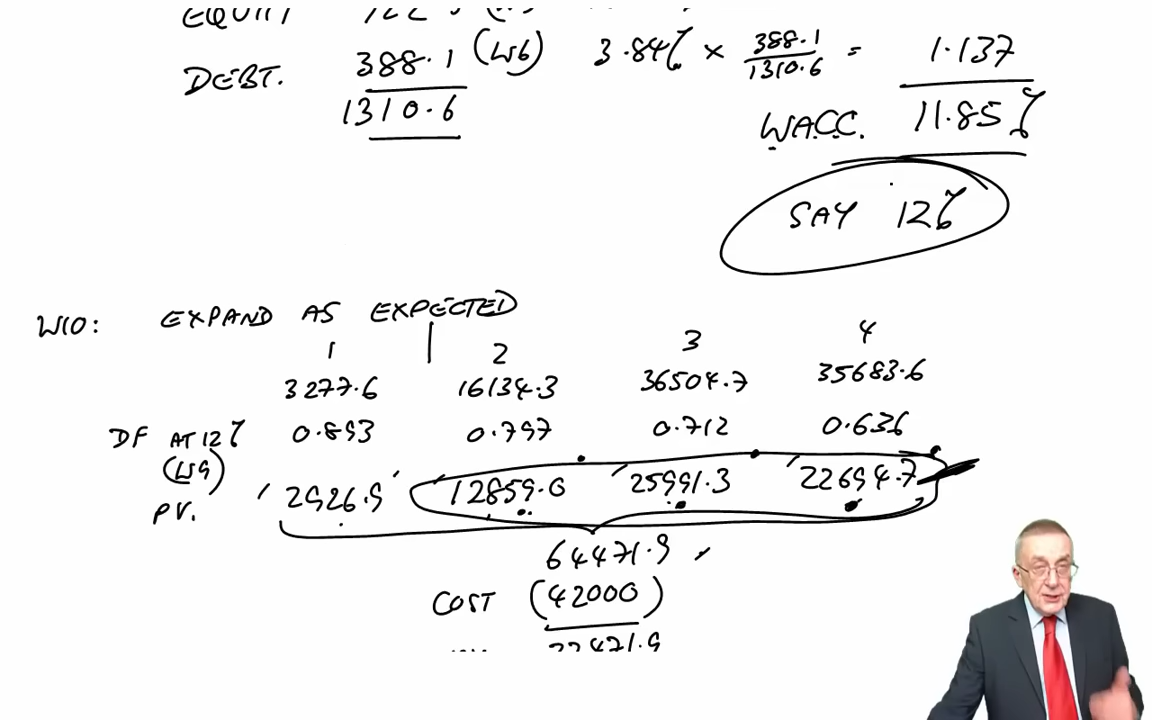 EQUITY
DEBT. 388.1 (W6) 3.84% × 388.1/1310.6 = 1.137
1310.6
WACC. 11.85%
SAY 12%
W10: EXPAND AS EXPECTED
1 2 3 4
3277.6 16134.3 36504.7 35683.6
DF AT 12% 0.893 0.797 0.712 0.636
(W9)
PV. 2926.9 12859.0 25991.3 22694.7
64471.9
COST (42000)
22471.9